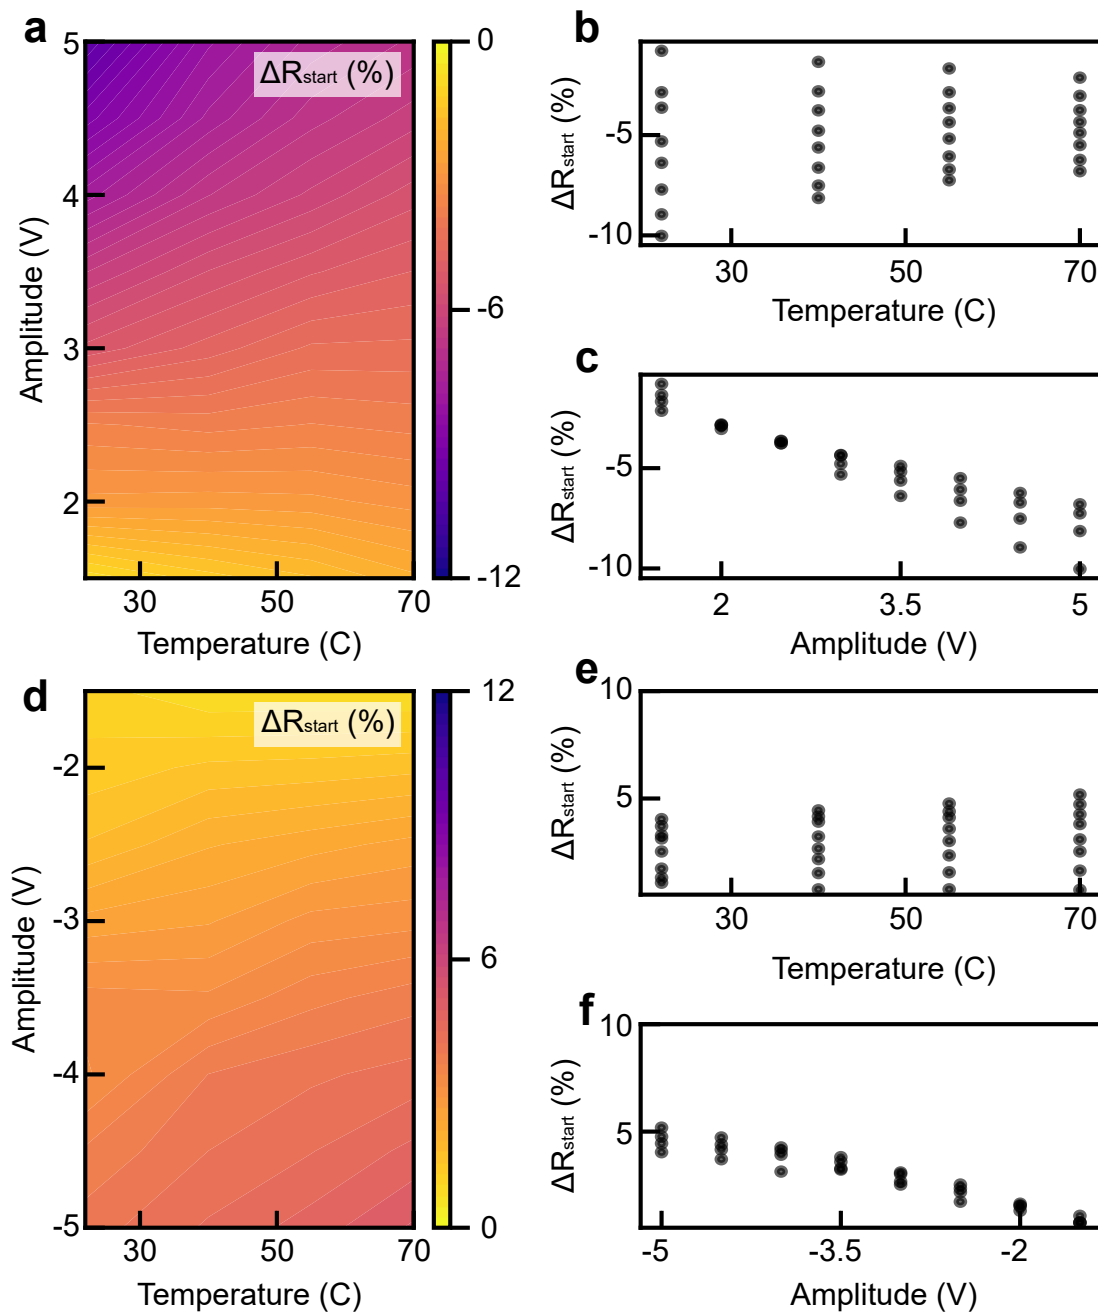 a
ΔRstart (%)
5
4
3
2
Amplitude (V)
30
50
70
Temperature (C)
0
-6
-12
b
ΔRstart (%)
-5
-10
30
50
70
Temperature (C)
c
ΔRstart (%)
-5
-10
2
3.5
5
Amplitude (V)
d
ΔRstart (%)
-2
-3
-4
-5
Amplitude (V)
30
50
70
Temperature (C)
12
6
0
e
ΔRstart (%)
10
5
30
50
70
Temperature (C)
f
ΔRstart (%)
10
5
-5
-3.5
-2
Amplitude (V)